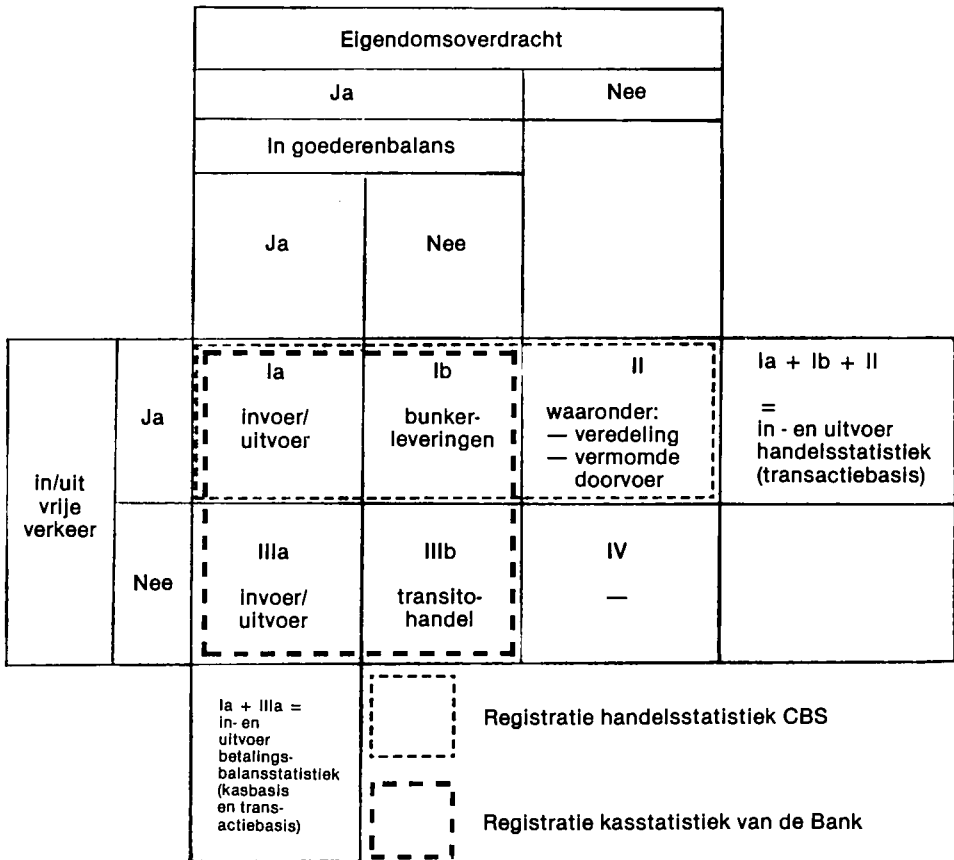 Eigendomsoverdracht
Ja
Nee
In goederenbalans
Ja
Nee
in/uit
vrije
verkeer
Ja
Ia
invoer/
uitvoer
Ib
bunker-
leveringen
II
waaronder:
— veredeling
— vermomde
doorvoer
Ia + Ib + II
=
in - en uitvoer
handelsstatistiek
(transactiebasis)
Nee
IIIa
invoer/
uitvoer
IIIb
transito-
handel
IV
—
Ia + IIIa =
in- en
uitvoer
betalings-
balansstatistiek
(kasbasis
en trans-
actiebasis)
Registratie handelsstatistiek CBS
Registratie kasstatistiek van de Bank